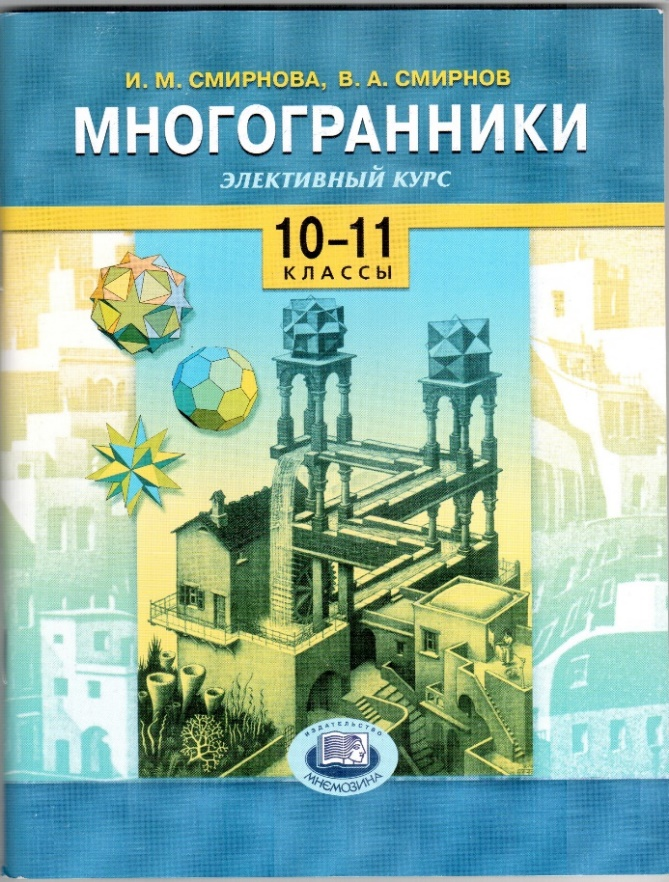 И. М. СМИРНОВА, В. А. СМИРНОВ
МНОГОГРАННИКИ
ЭЛЕКТИВНЫЙ КУРС
10–11
КЛАССЫ
ИЗДАТЕЛЬСТВО
МНЕМОЗИНА